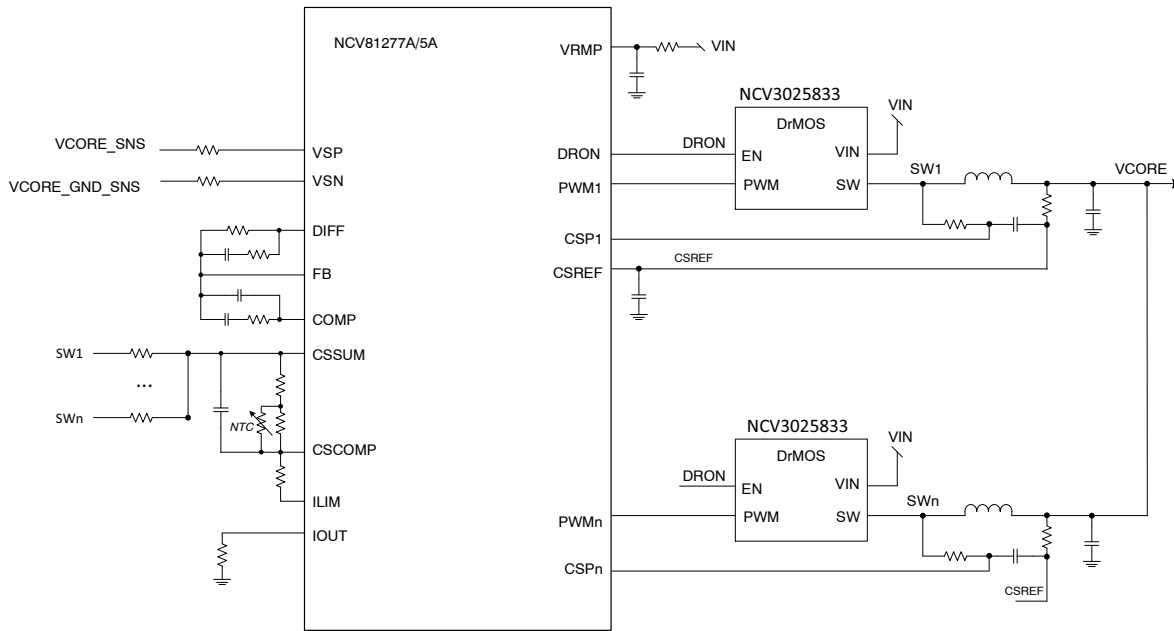 NCV81277A/5A
VRMP
VIN
NCV3025833
DrMOS
VIN
VCORE_SNS
VSP
DRON
DRON
EN
VIN
VCORE_GND_SNS
VSN
PWM1
PWM
SW
SW1
VCORE
DIFF
CSP1
FB
CSREF
CSREF
COMP
SW1
CSSUM
...
SWn
NTC
CSCOMP
NCV3025833
DrMOS
VIN
DRON
EN
VIN
ILIM
PWMn
PWM
SW
SWn
IOUT
CSPn
CSREF